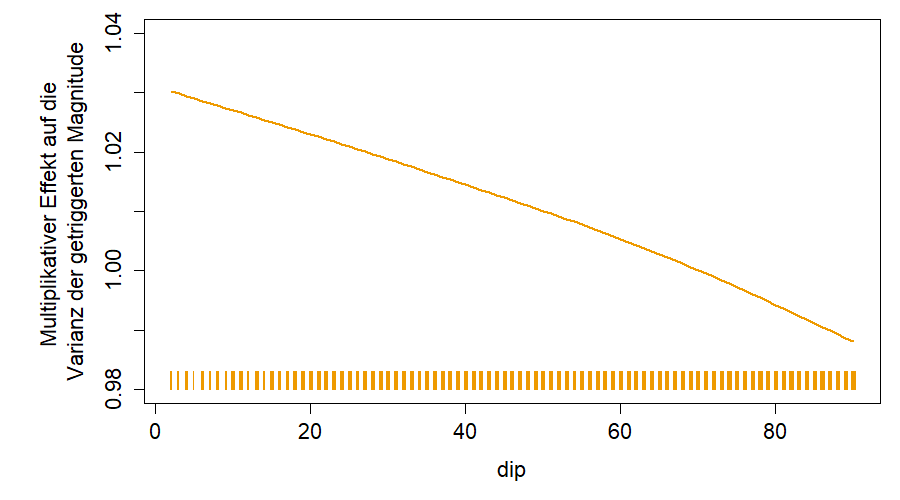 Multiplikativer Effekt auf die
Varianz der getriggerten Magnitude
1.04
1.02
1.00
0.98
0 20 40 60 80
dip